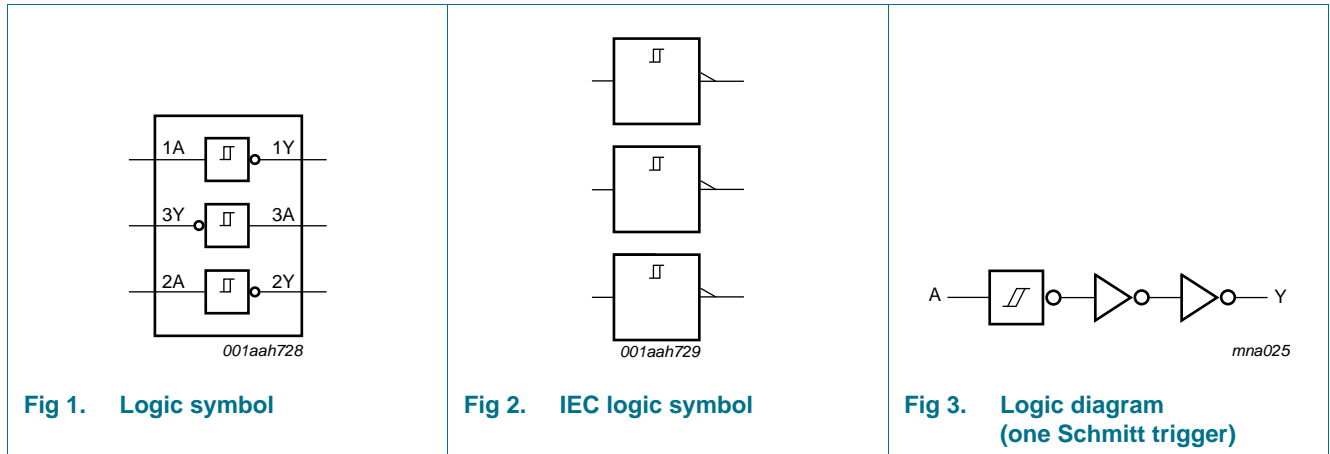 1A 1Y
3Y 3A
2A 2Y
001aah728
Fig 1. Logic symbol
001aah729
Fig 2. IEC logic symbol
A Y
mna025
Fig 3. Logic diagram
(one Schmitt trigger)